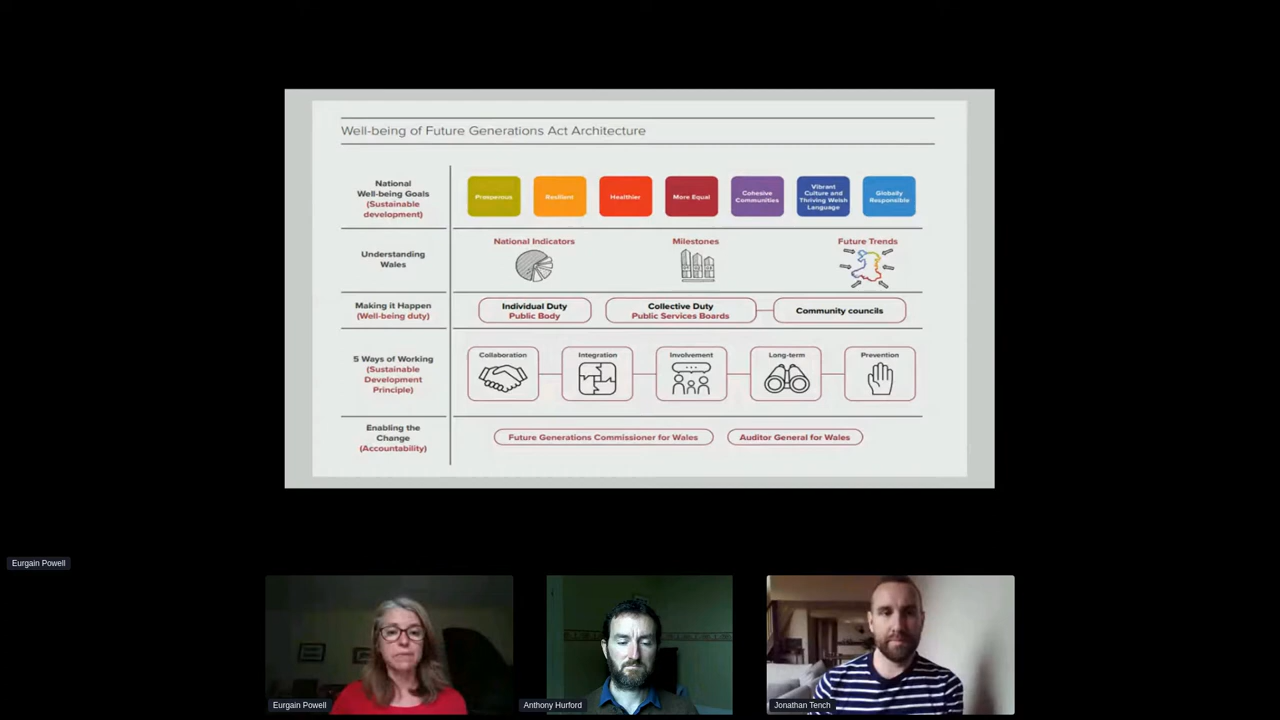 Well-being of Future Generations Act Architecture
National
Well-being Goals
(Sustainable
development)
Prosperous
Resilient
Healthier
More Equal
Cohesive
Communities
Vibrant
Culture and
Thriving Welsh
Language
Globally
Responsible
Understanding
Wales
National Indicators
Milestones
Future Trends
Making it Happen
(Well-being duty)
Individual Duty
Public Body
Collective Duty
Public Services Boards
Community councils
5 Ways of Working
(Sustainable
Development
Principle)
Collaboration
Integration
Involvement
Long-term
Prevention
Enabling the
Change
(Accountability)
Future Generations Commissioner for Wales
Auditor General for Wales
Eurgain Powell
Eurgain Powell
Anthony Hurford
Jonathan Tench